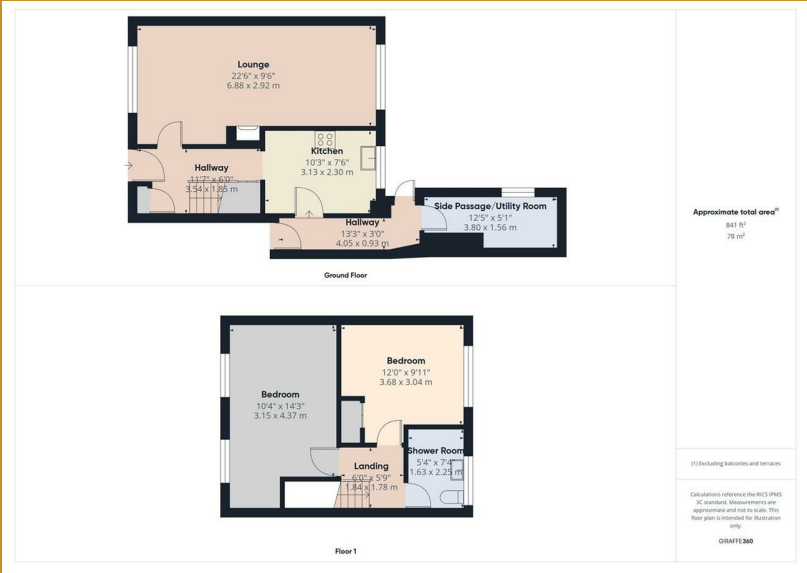 Lounge
22'6" x 9'6"
6.88 x 2.92 m
Hallway
11'7" x 6'0"
3.54 x 1.85 m
Kitchen
10'3" x 7'6"
3.13 x 2.30 m
Hallway
13'3" x 3'0"
4.05 x 0.93 m
Side Passage/Utility Room
12'5" x 5'1"
3.80 x 1.56 m
Ground Floor
Bedroom
10'4" x 14'3"
3.15 x 4.37 m
Bedroom
12'0" x 9'11"
3.68 x 3.04 m
Shower Room
5'4" x 7'4"
1.63 x 2.25 m
Landing
6'0" x 5'9"
1.84 x 1.78 m
Floor 1
Approximate total area(1)
841 ft²
78 m²
(1) Excluding balconies and terraces
Calculations reference the RICS IPMS
3C standard. Measurements are
approximate and not to scale. This
floor plan is intended for illustration
only.
GIRAFFE360